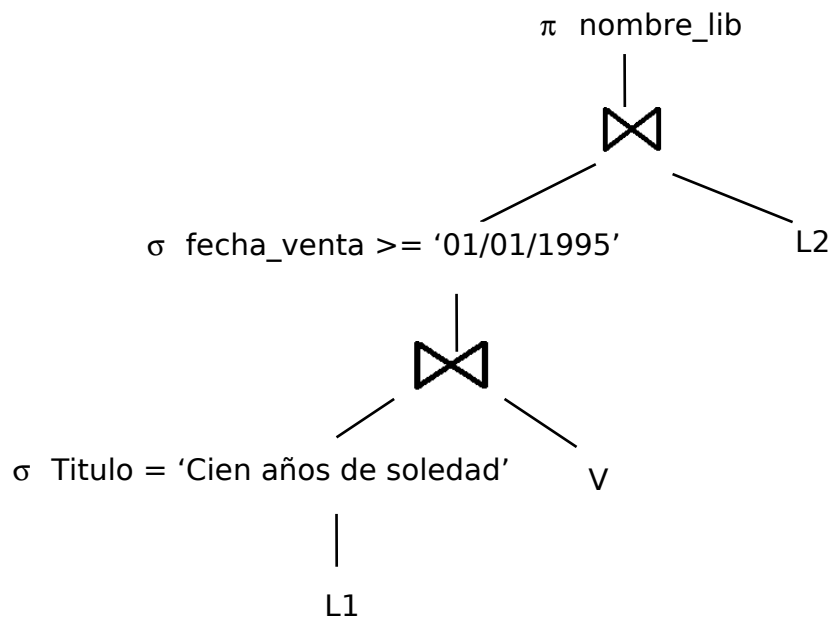 π nombre_lib
σ fecha_venta >= ‘01/01/1995’
L2
σ Titulo = ‘Cien años de soledad’
V
L1